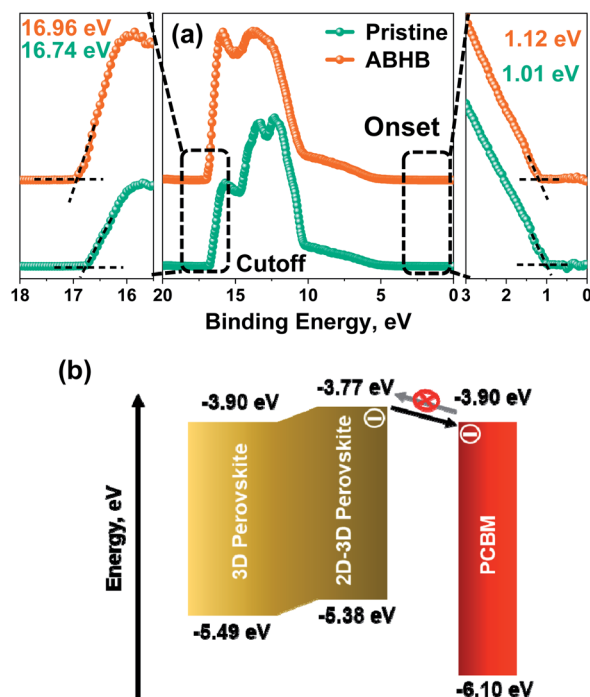 16.96 eV
16.74 eV
(a)
Pristine
ABHB
1.12 eV
1.01 eV
Onset
Cutoff
18 17 16 20 15 10 5 0 3 2 1 0
Binding Energy, eV
(b)
-3.90 eV
-3.77 eV
-3.90 eV
Energy, eV
3D Perovskite
2D-3D Perovskite
PCBM
-5.49 eV
-5.38 eV
-6.10 eV